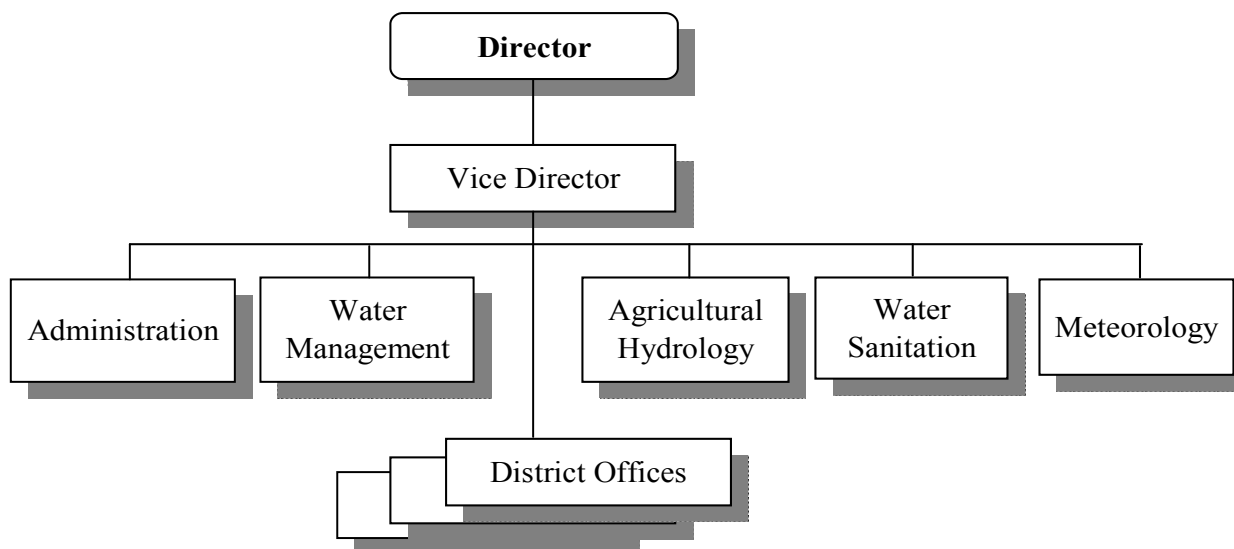 Director
Vice Director
Administration
Water
Management
Agricultural
Hydrology
Water
Sanitation
Meteorology
District Offices